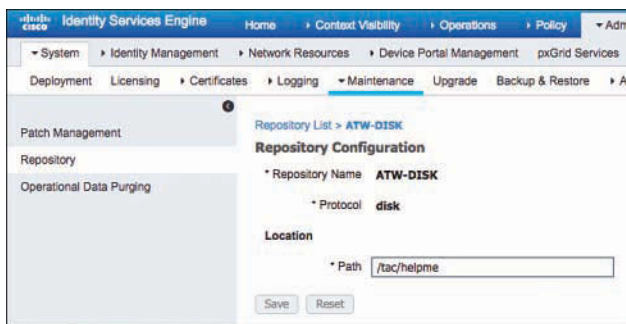 cisco Identity Services Engine Home Context Visibility Operations Policy Adm
System Identity Management Network Resources Device Portal Management pxGrid Services
Deployment Licensing Certificates Logging Maintenance Upgrade Backup & Restore A
Patch Management
Repository
Operational Data Purging
Repository List > ATW-DISK
Repository Configuration
* Repository Name ATW-DISK
* Protocol disk
Location
* Path /tac/helpme
Save Reset